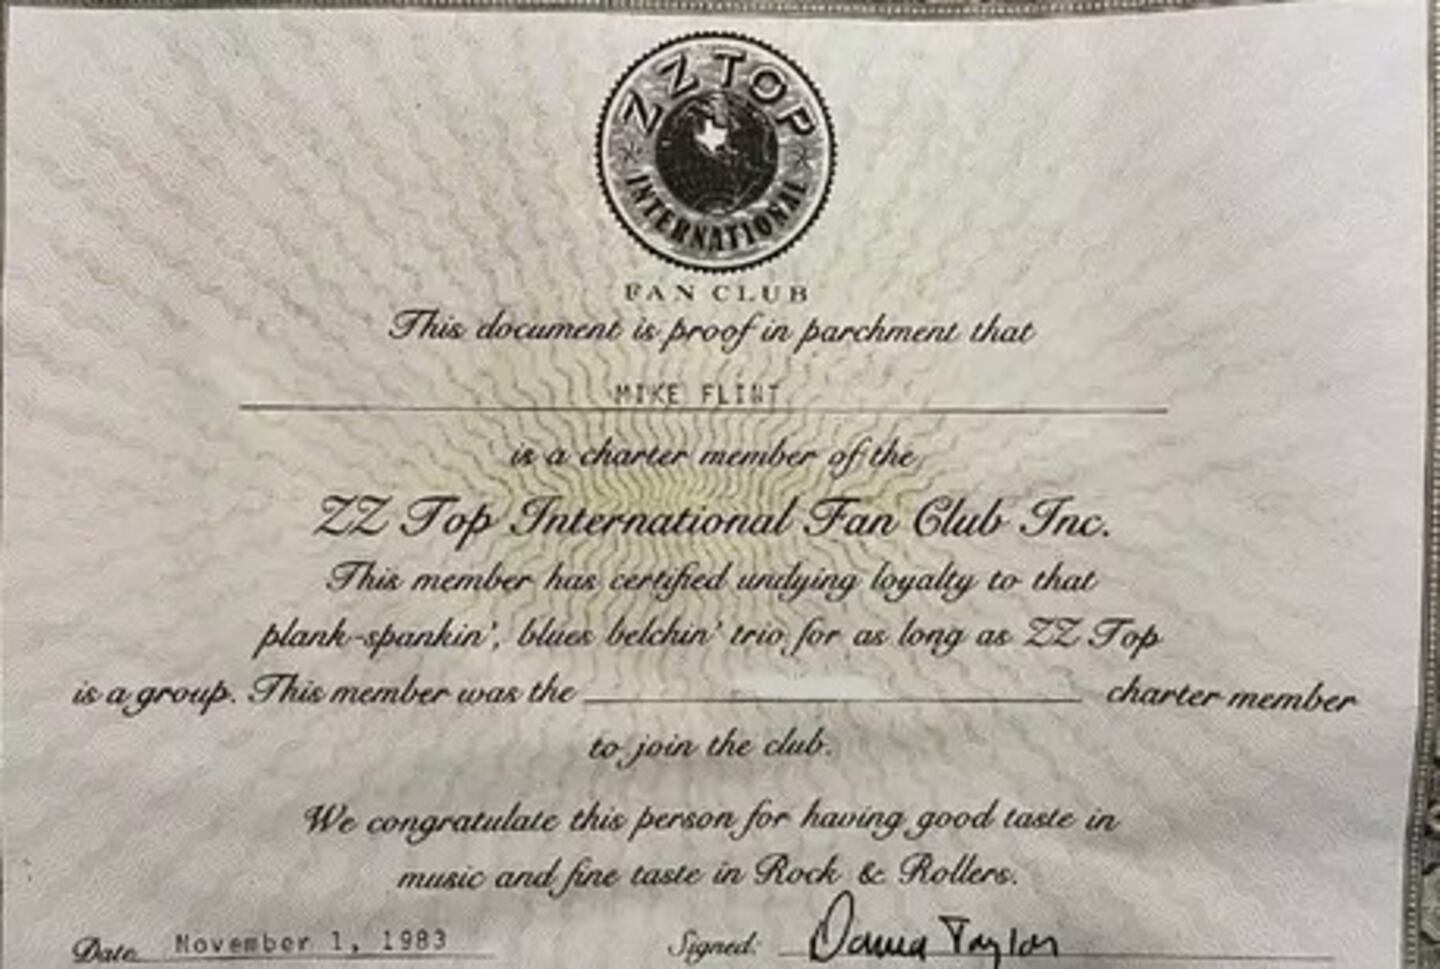 ZZ TOP
INTERNATIONAL
FAN CLUB
This document is proof in parchment that
MIKE FLINT
is a charter member of the
ZZ Top International Fan Club Inc.
This member has certified undying loyalty to that
plank-spankin', blues belchin' trio for as long as ZZ Top
is a group. This member was the charter member
to join the club.
We congratulate this person for having good taste in
music and fine taste in Rock & Rollers.
Date November 1, 1983 Signed: Donna Taylor